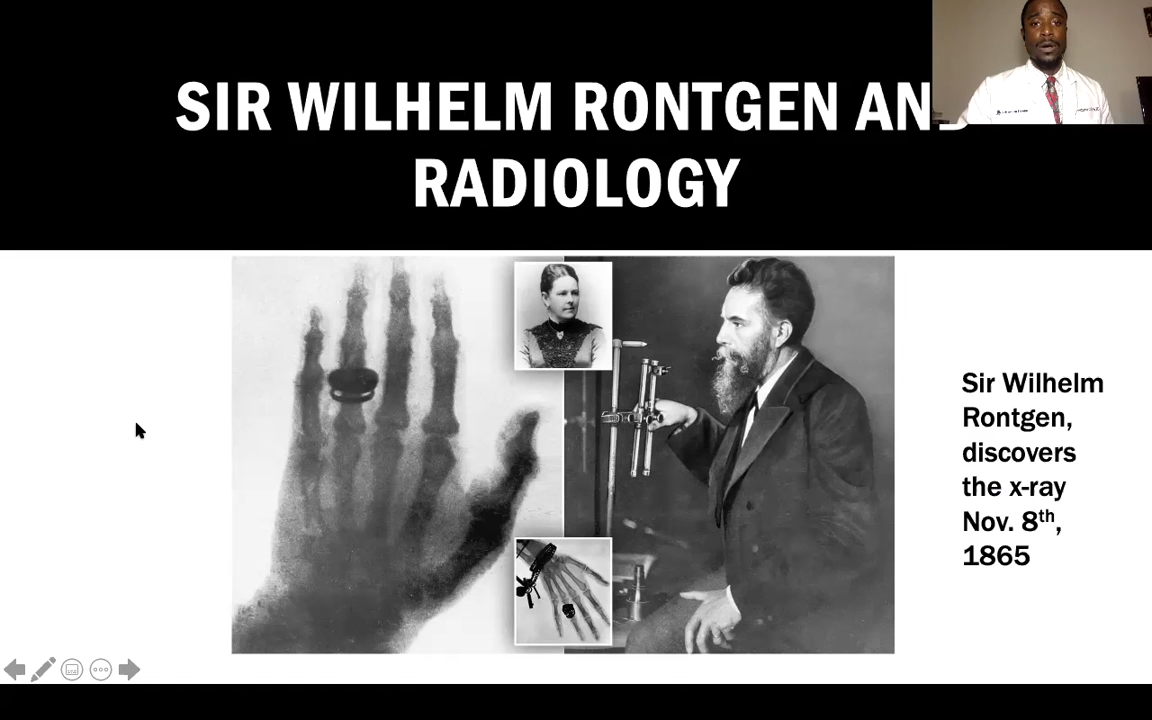 SIR WILHELM RONTGEN AND
RADIOLOGY
Sir Wilhelm
Rontgen,
discovers
the x-ray
Nov. 8th,
1865